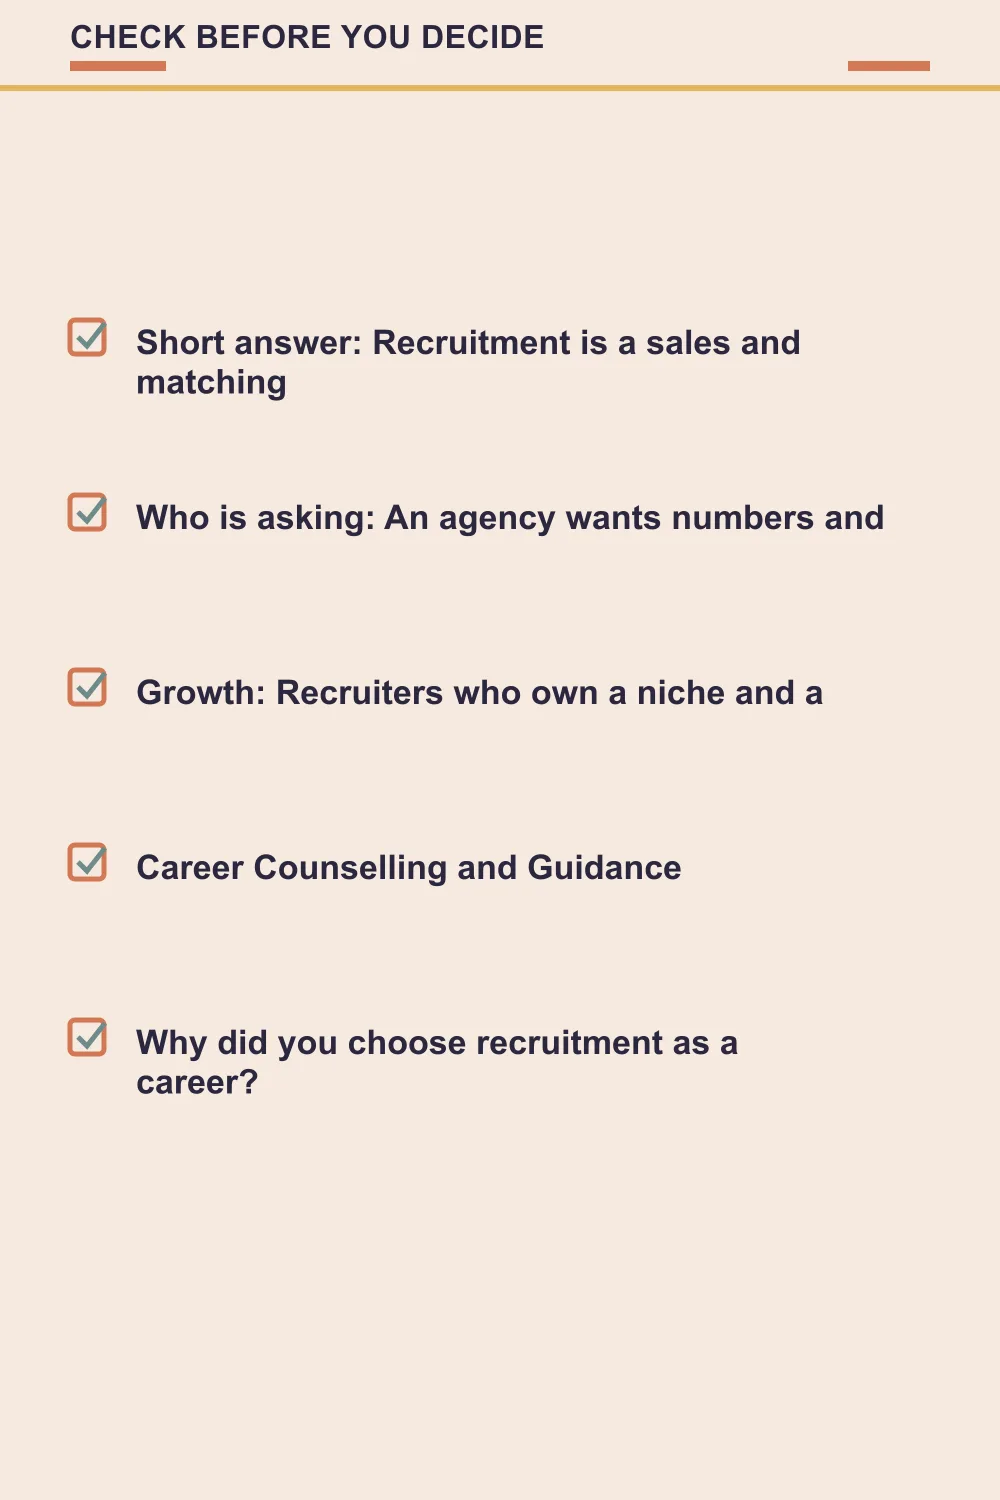 CHECK BEFORE YOU DECIDE
Short answer: Recruitment is a sales and
matching
Who is asking: An agency wants numbers and
Growth: Recruiters who own a niche and a
Career Counselling and Guidance
Why did you choose recruitment as a
career?